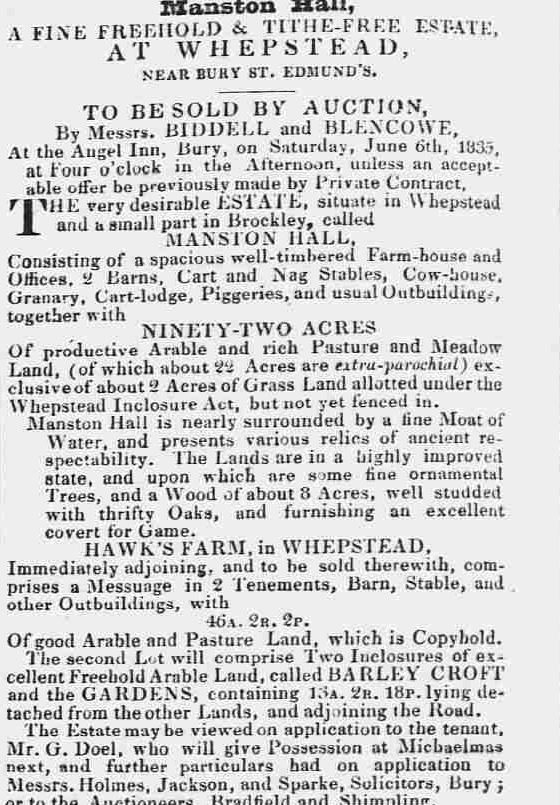 Manston Hall,
A FINE FREEHOLD & TITHE-FREE ESTATE,
AT WHEPSTEAD,
NEAR BURY ST. EDMUND'S.
TO BE SOLD BY AUCTION,
By Messrs. BIDDELL and BLENCOWE,
At the Angel Inn, Bury, on Saturday, June 6th, 1835,
at Four o'clock in the Afternoon, unless an accept-
able offer be previously made by Private Contract,
THE very desirable ESTATE, situate in Whepstead
and a small part in Brockley, called
MANSTON HALL,
Consisting of a spacious well-timbered Farm-house and
Offices, 2 Barns, Cart and Nag Stables, Cow-house,
Granary, Cart-lodge, Piggeries, and usual Outbuildings,
together with
NINETY-TWO ACRES
Of productive Arable and rich Pasture and Meadow
Land, (of which about 22 Acres are extra-parochial) ex-
clusive of about 2 Acres of Grass Land allotted under the
Whepstead Inclosure Act, but not yet fenced in.
Manston Hall is nearly surrounded by a fine Moat of
Water, and presents various relics of ancient re-
spectability. The Lands are in a highly improved
state, and upon which are some fine ornamental
Trees, and a Wood of about 3 Acres, well studded
with thrifty Oaks, and furnishing an excellent
covert for Game.
HAWK'S FARM, in WHEPSTEAD,
Immediately adjoining, and to be sold therewith, com-
prises a Messuage in 2 Tenements, Barn, Stable, and
other Outbuildings, with
46A. 2R. 2P.
Of good Arable and Pasture Land, which is Copyhold.
The second Lot will comprise Two Inclosures of ex-
cellent Freehold Arable Land, called BARLEY CROFT
and the GARDENS, containing 13A. 2R. 18P. lying de-
tached from the other Lands, and adjoining the Road.
The Estate may be viewed on application to the tenant,
Mr. G. Doel, who will give Possession at Michaelmas
next, and further particulars had on application to
Messrs. Holmes, Jackson, and Sparke, Solicitors, Bury;
or to the Auctioneers, Bradfield and Shimpling.